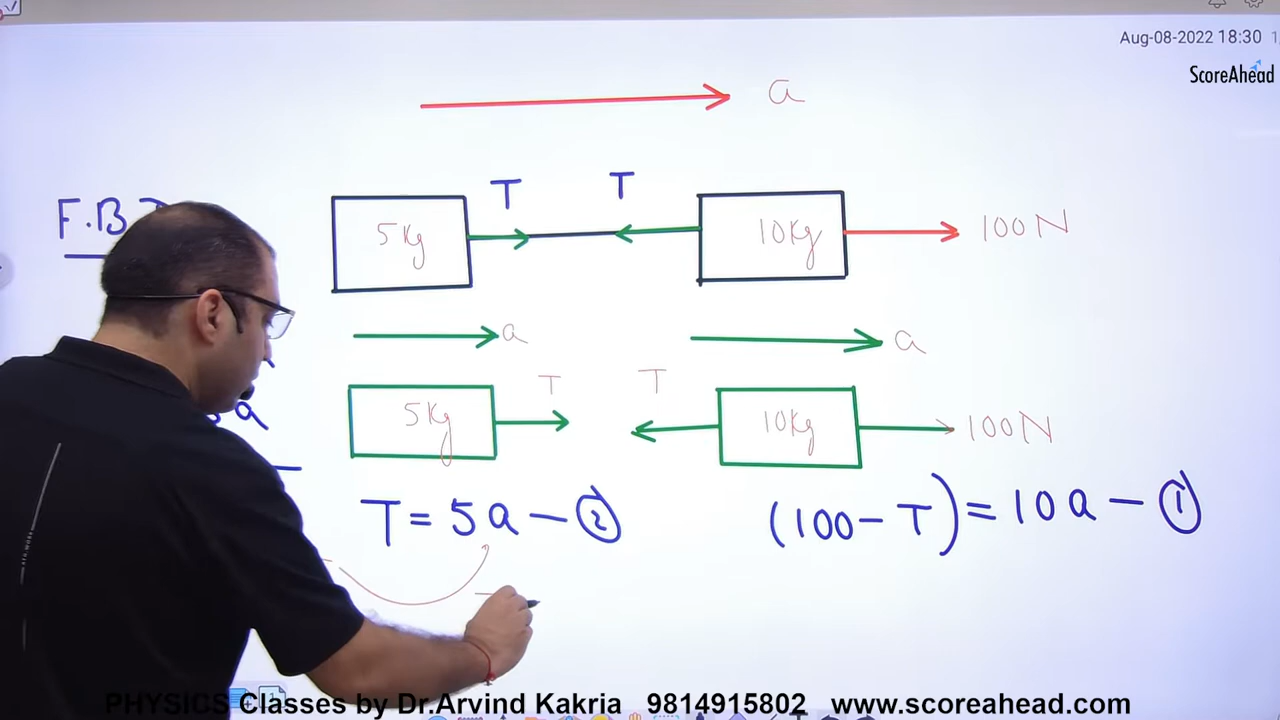 Aug-08-2022 18:30
ScoreAhead
a
T T
F.B
5Kg 10Kg 100N
a a
T T
5Kg 10Kg 100N
T = 5a - ② (100 - T) = 10a - ①
PHYSICS Classes by Dr.Arvind Kakria 9814915802 www.scoreahead.com